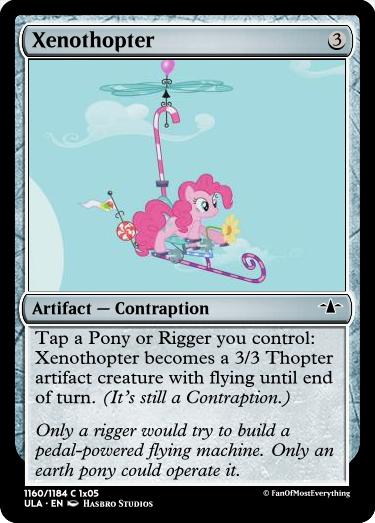 Xenothopter 3
Artifact — Contraption
Tap a Pony or Rigger you control:
Xenothopter becomes a 3/3 Thopter
artifact creature with flying until end
of turn. (It's still a Contraption.)
Only a rigger would try to build a
pedal-powered flying machine. Only an
earth pony could operate it.
1160/1184 C 1x05
ULA · EN HASBRO STUDIOS
© FanOfMostEverything